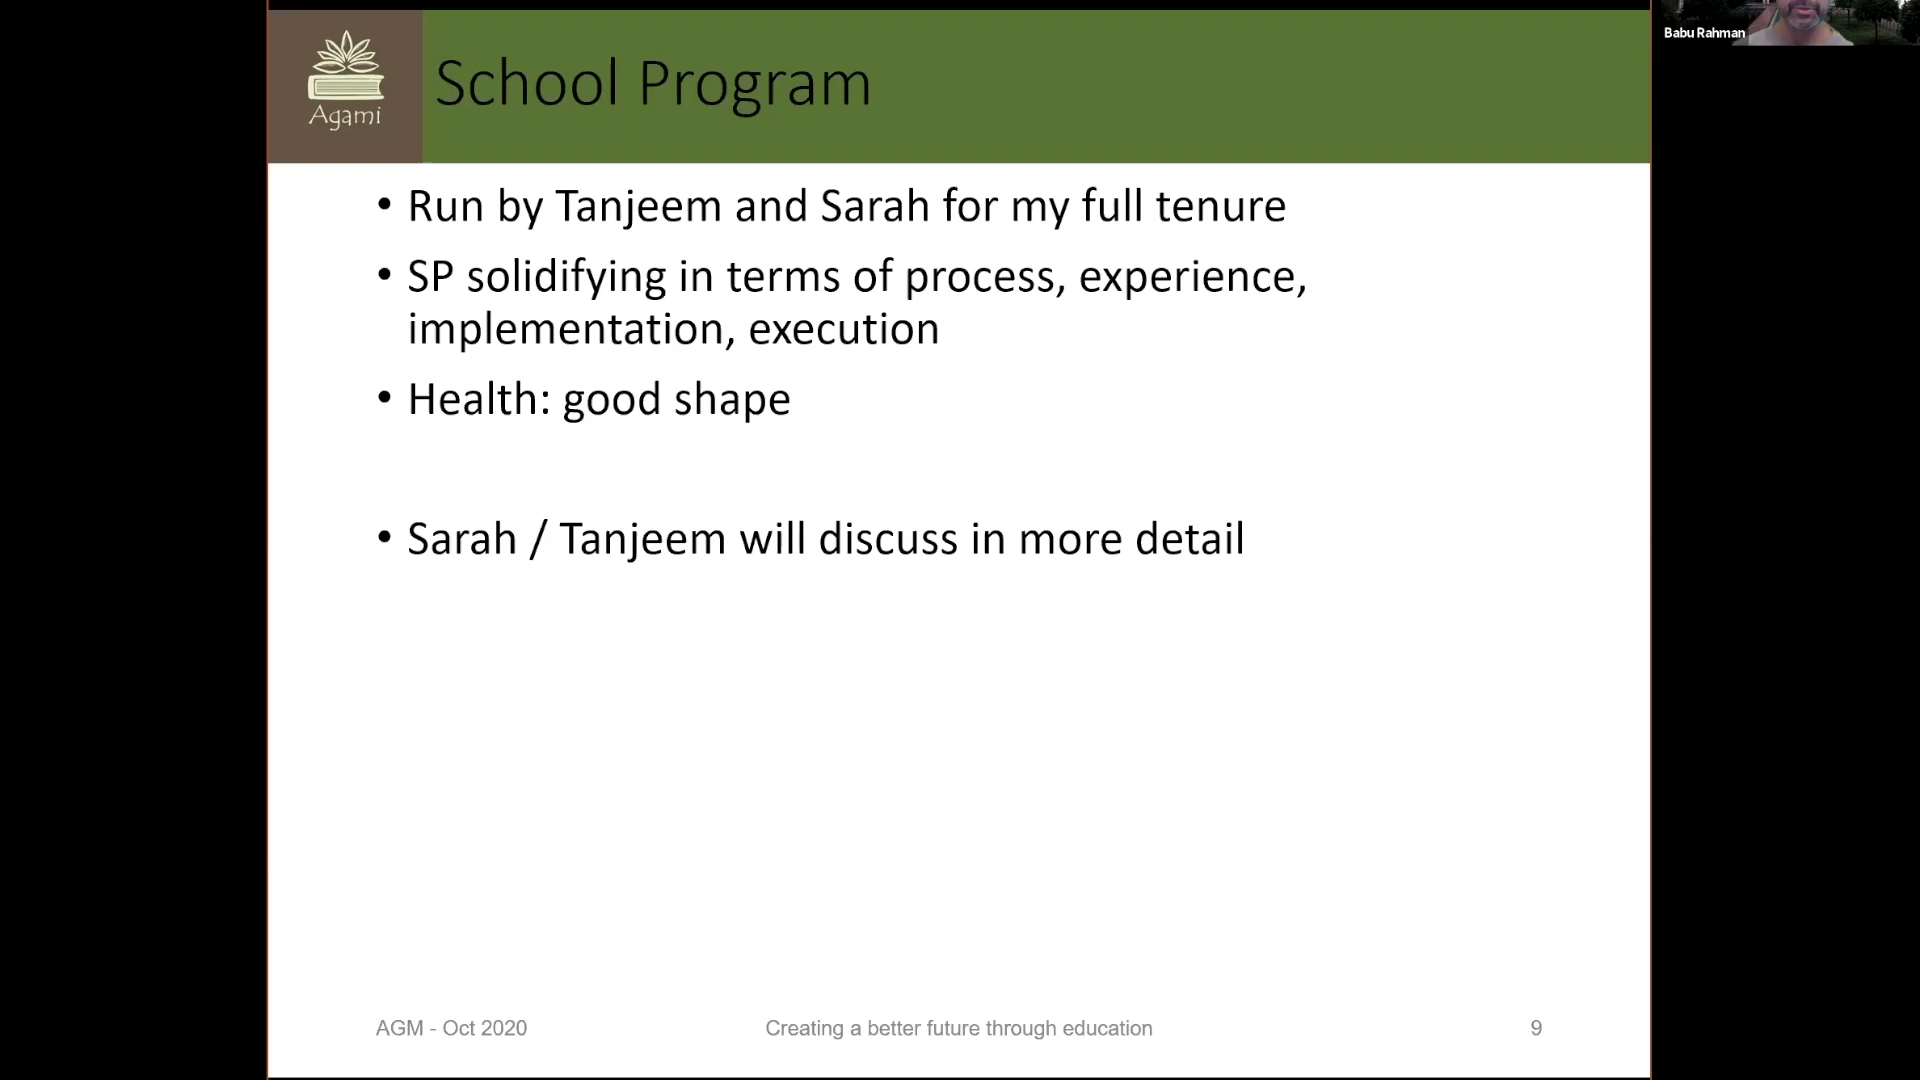 Agami
School Program
Babu Rahman
• Run by Tanjeem and Sarah for my full tenure
• SP solidifying in terms of process, experience,
implementation, execution
• Health: good shape
• Sarah / Tanjeem will discuss in more detail
AGM - Oct 2020
Creating a better future through education
9